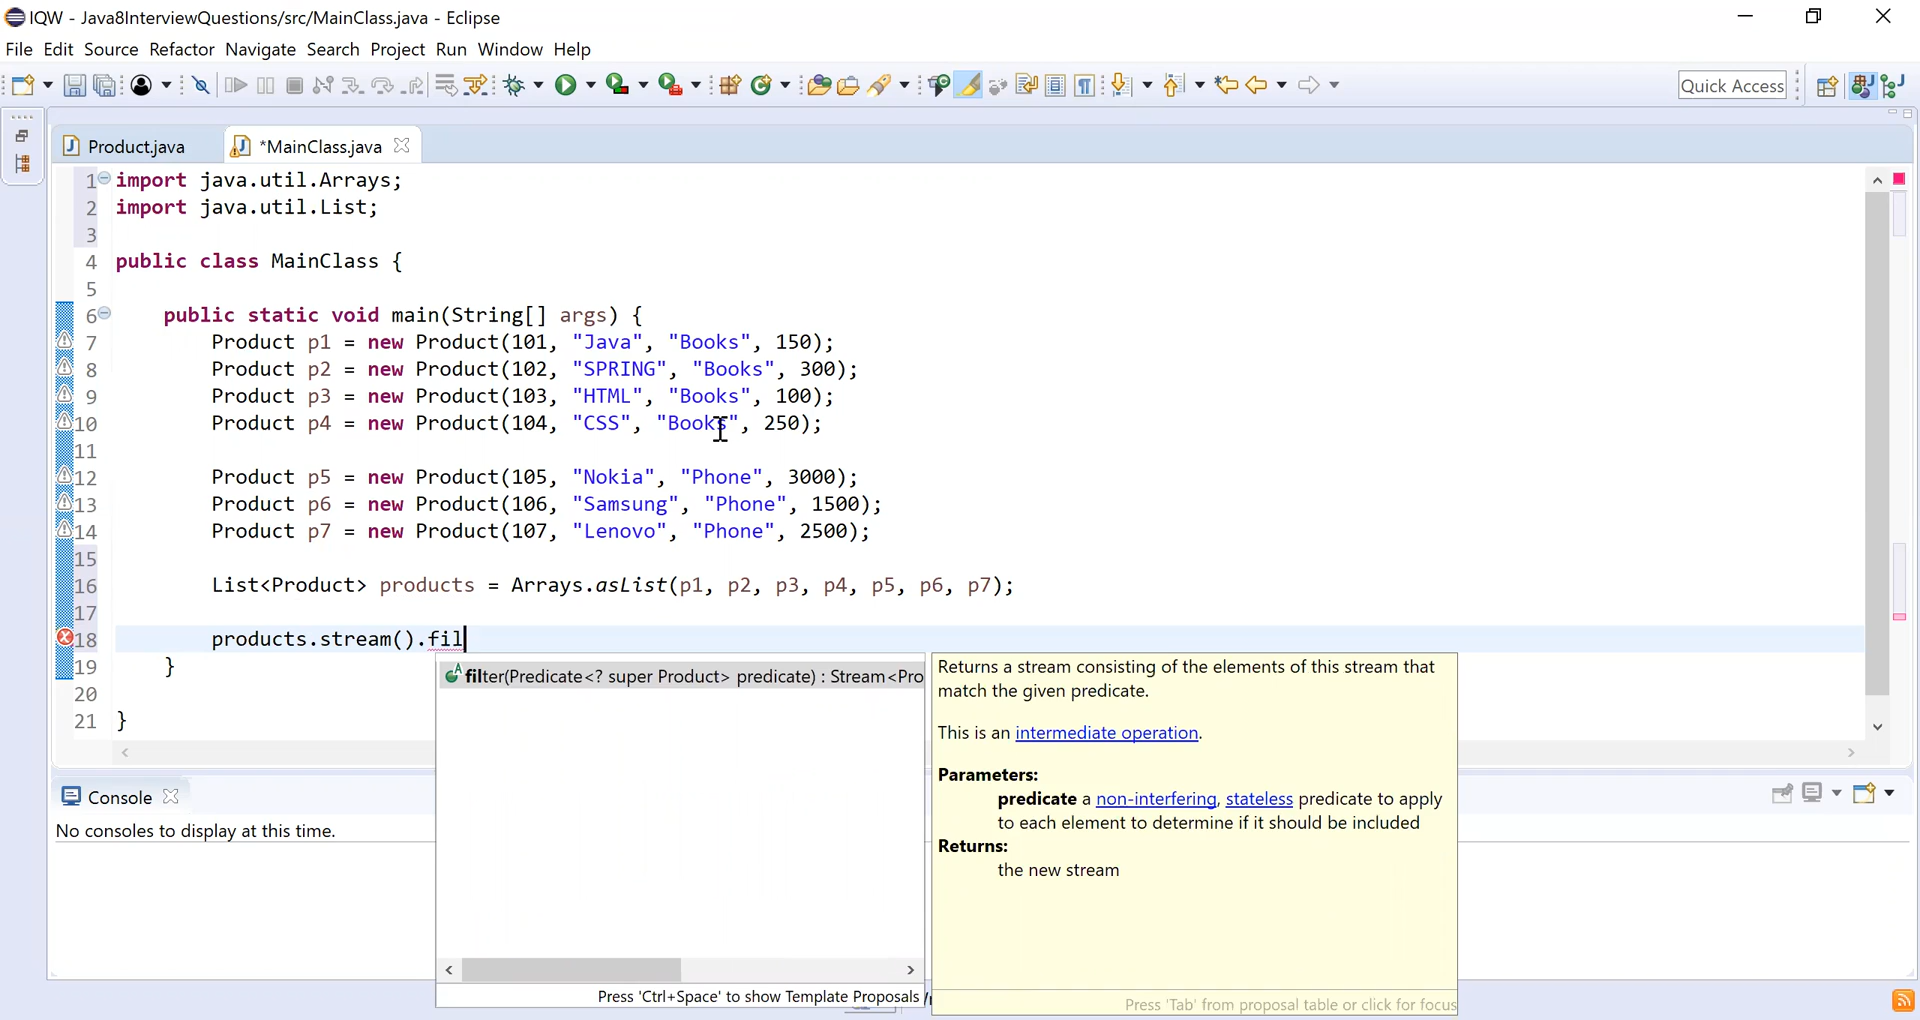 IQW - Java8InterviewQuestions/src/MainClass.java - Eclipse
File Edit Source Refactor Navigate Search Project Run Window Help
Quick Access
Product.java
*MainClass.java
1 import java.util.Arrays;
2 import java.util.List;
3
4 public class MainClass {
5
6 public static void main(String[] args) {
7 Product p1 = new Product(101, "Java", "Books", 150);
8 Product p2 = new Product(102, "SPRING", "Books", 300);
9 Product p3 = new Product(103, "HTML", "Books", 100);
10 Product p4 = new Product(104, "CSS", "Books", 250);
11
12 Product p5 = new Product(105, "Nokia", "Phone", 3000);
13 Product p6 = new Product(106, "Samsung", "Phone", 1500);
14 Product p7 = new Product(107, "Lenovo", "Phone", 2500);
15
16 List<Product> products = Arrays.asList(p1, p2, p3, p4, p5, p6, p7);
17
18 products.stream().fil
19 }
20
21 }
filter(Predicate<? super Product> predicate) : Stream<Pro
Press 'Ctrl+Space' to show Template Proposals
Returns a stream consisting of the elements of this stream that
match the given predicate.
This is an intermediate operation.
Parameters:
predicate a non-interfering, stateless predicate to apply
to each element to determine if it should be included
Returns:
the new stream
Press 'Tab' from proposal table or click for focus
Console
No consoles to display at this time.